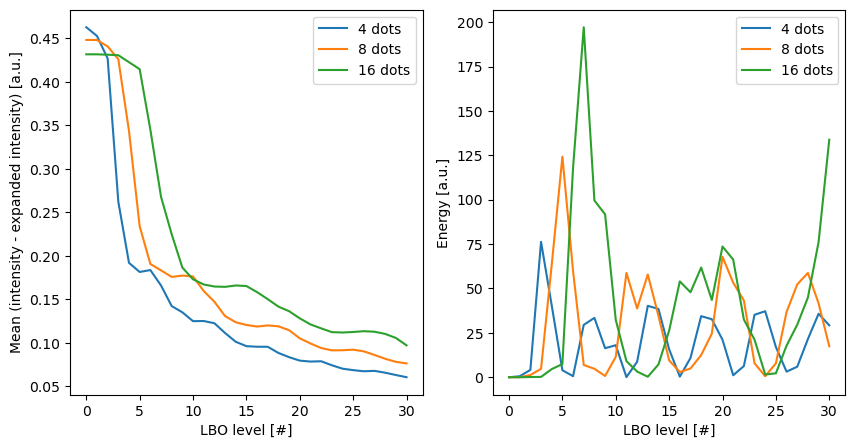 Mean (intensity - expanded intensity) [a.u.]
0.45
0.40
0.35
0.30
0.25
0.20
0.15
0.10
0.05
0 5 10 15 20 25 30
LBO level [#]
4 dots
8 dots
16 dots
Energy [a.u.]
200
175
150
125
100
75
50
25
0
0 5 10 15 20 25 30
LBO level [#]
4 dots
8 dots
16 dots